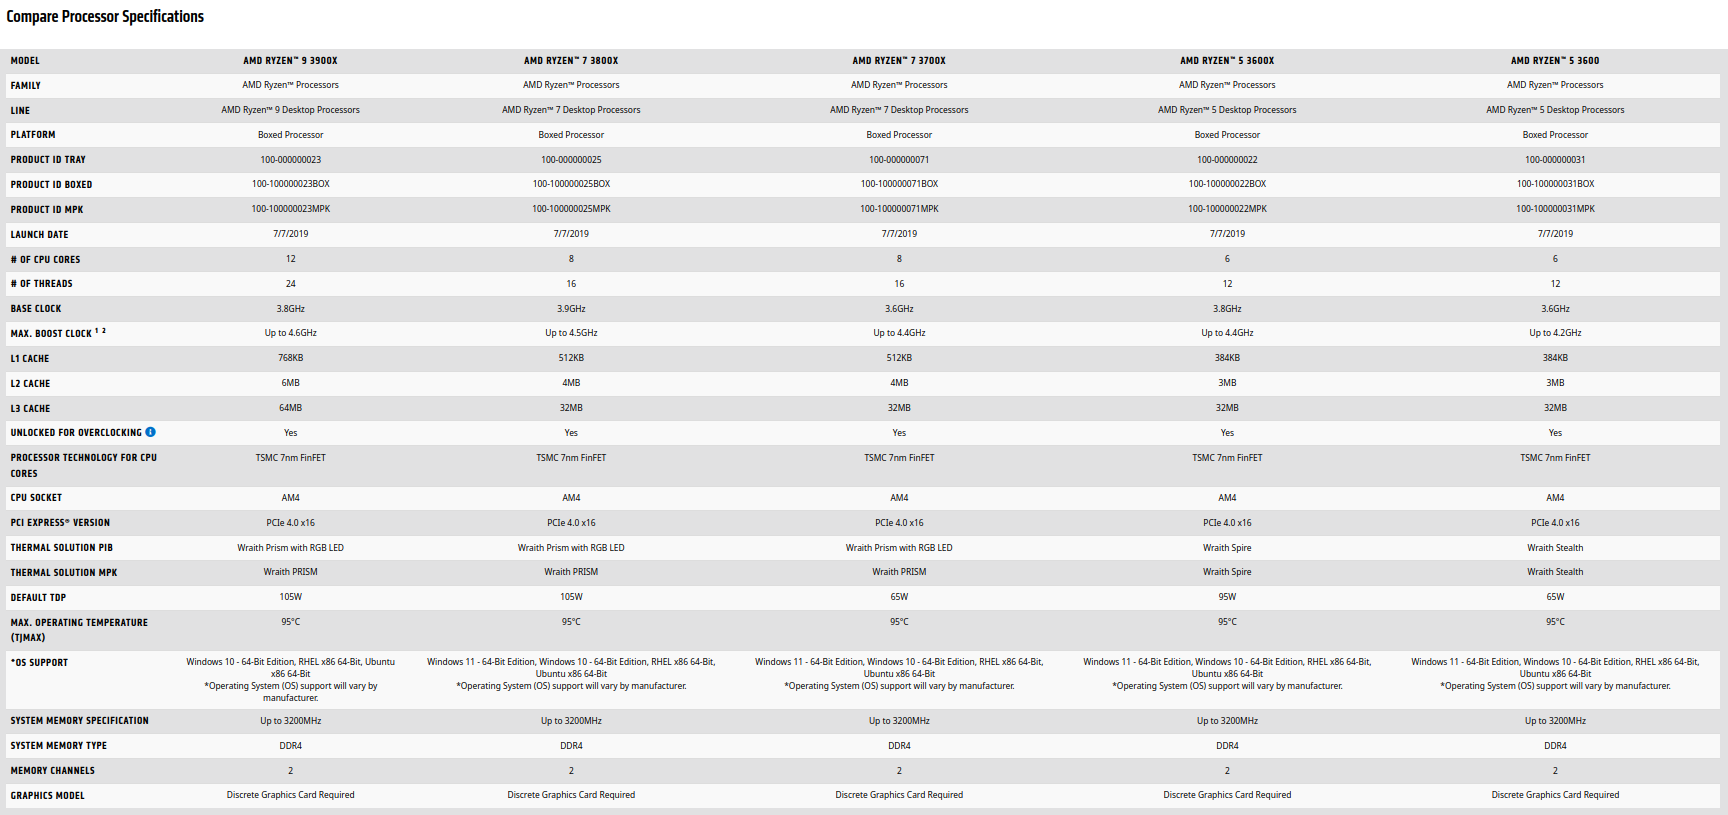 Compare Processor Specifications
MODEL AMD RYZEN™ 9 3900X AMD RYZEN™ 7 3800X AMD RYZEN™ 7 3700X AMD RYZEN™ 5 3600X AMD RYZEN™ 5 3600
FAMILY AMD Ryzen™ Processors AMD Ryzen™ Processors AMD Ryzen™ Processors AMD Ryzen™ Processors AMD Ryzen™ Processors
LINE AMD Ryzen™ 9 Desktop Processors AMD Ryzen™ 7 Desktop Processors AMD Ryzen™ 7 Desktop Processors AMD Ryzen™ 5 Desktop Processors AMD Ryzen™ 5 Desktop Processors
PLATFORM Boxed Processor Boxed Processor Boxed Processor Boxed Processor Boxed Processor
PRODUCT ID TRAY 100-000000023 100-000000025 100-000000071 100-000000022 100-000000031
PRODUCT ID BOXED 100-100000023BOX 100-100000025BOX 100-100000071BOX 100-100000022BOX 100-100000031BOX
PRODUCT ID MPK 100-100000023MPK 100-100000025MPK 100-100000071MPK 100-100000022MPK 100-100000031MPK
LAUNCH DATE 7/7/2019 7/7/2019 7/7/2019 7/7/2019 7/7/2019
# OF CPU CORES 12 8 8 6 6
# OF THREADS 24 16 16 12 12
BASE CLOCK 3.8GHz 3.9GHz 3.6GHz 3.8GHz 3.6GHz
MAX. BOOST CLOCK 1 2 Up to 4.6GHz Up to 4.5GHz Up to 4.4GHz Up to 4.4GHz Up to 4.2GHz
L1 CACHE 768KB 512KB 512KB 384KB 384KB
L2 CACHE 6MB 4MB 4MB 3MB 3MB
L3 CACHE 64MB 32MB 32MB 32MB 32MB
UNLOCKED FOR OVERCLOCKING Yes Yes Yes Yes Yes
PROCESSOR TECHNOLOGY FOR CPU TSMC 7nm FinFET TSMC 7nm FinFET TSMC 7nm FinFET TSMC 7nm FinFET TSMC 7nm FinFET
CORES
CPU SOCKET AM4 AM4 AM4 AM4 AM4
PCI EXPRESS® VERSION PCIe 4.0 x16 PCIe 4.0 x16 PCIe 4.0 x16 PCIe 4.0 x16 PCIe 4.0 x16
THERMAL SOLUTION PIB Wraith Prism with RGB LED Wraith Prism with RGB LED Wraith Prism with RGB LED Wraith Spire Wraith Stealth
THERMAL SOLUTION MPK Wraith PRISM Wraith PRISM Wraith PRISM Wraith Spire Wraith Stealth
DEFAULT TDP 105W 105W 65W 95W 65W
MAX. OPERATING TEMPERATURE 95°C 95°C 95°C 95°C 95°C
(TJMAX)
*OS SUPPORT Windows 10 - 64-Bit Edition, RHEL x86 64-Bit, Ubuntu Windows 11 - 64-Bit Edition, Windows 10 - 64-Bit Edition, RHEL x86 64-Bit, Windows 11 - 64-Bit Edition, Windows 10 - 64-Bit Edition, RHEL x86 64-Bit, Windows 11 - 64-Bit Edition, Windows 10 - 64-Bit Edition, RHEL x86 64-Bit, Windows 11 - 64-Bit Edition, Windows 10 - 64-Bit Edition, RHEL x86 64-Bit,
x86 64-Bit Ubuntu x86 64-Bit Ubuntu x86 64-Bit Ubuntu x86 64-Bit Ubuntu x86 64-Bit
*Operating System (OS) support will vary by *Operating System (OS) support will vary by manufacturer. *Operating System (OS) support will vary by manufacturer. *Operating System (OS) support will vary by manufacturer. *Operating System (OS) support will vary by manufacturer.
manufacturer.
SYSTEM MEMORY SPECIFICATION Up to 3200MHz Up to 3200MHz Up to 3200MHz Up to 3200MHz Up to 3200MHz
SYSTEM MEMORY TYPE DDR4 DDR4 DDR4 DDR4 DDR4
MEMORY CHANNELS 2 2 2 2 2
GRAPHICS MODEL Discrete Graphics Card Required Discrete Graphics Card Required Discrete Graphics Card Required Discrete Graphics Card Required Discrete Graphics Card Required